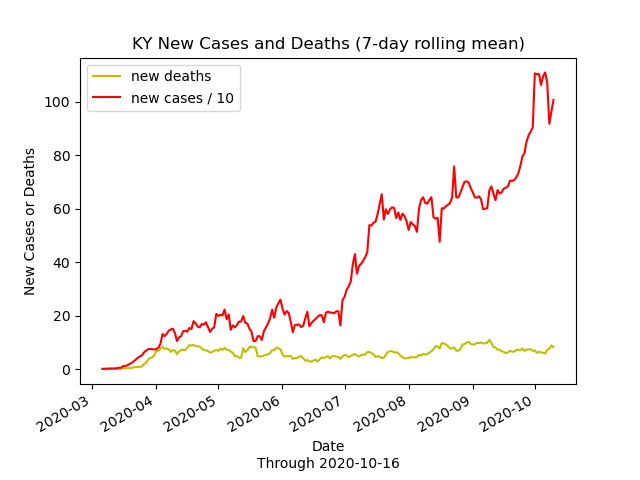 KY New Cases and Deaths (7-day rolling mean)
new deaths
new cases / 10
New Cases or Deaths
100
80
60
40
20
0
2020-03
2020-04
2020-05
2020-06
2020-07
2020-08
2020-09
2020-10
Date
Through 2020-10-16